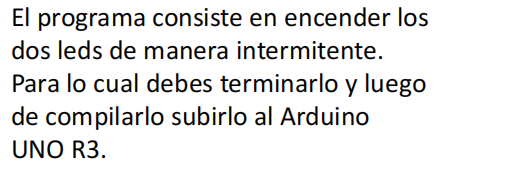 El programa consiste en encender los
dos leds de manera intermitente.
Para lo cual debes terminarlo y luego
de compilarlo subirlo al Arduino
UNO R3.